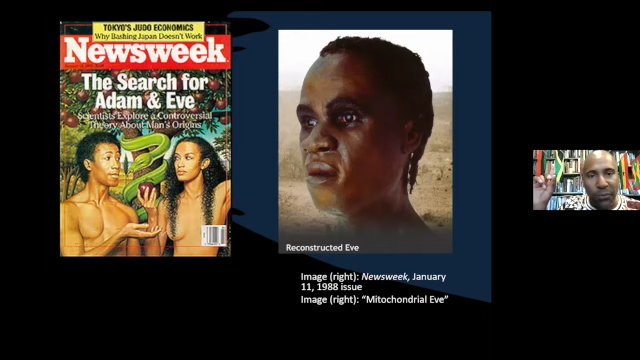 TOKYO'S JUDO ECONOMICS
Why Bashing Japan Doesn't Work
Newsweek
The Search for
Adam & Eve
Scientists Explore a Controversial
Theory About Man's Origins
Reconstructed Eve
Image (right): Newsweek, January
11, 1988 issue
Image (right): “Mitochondrial Eve”